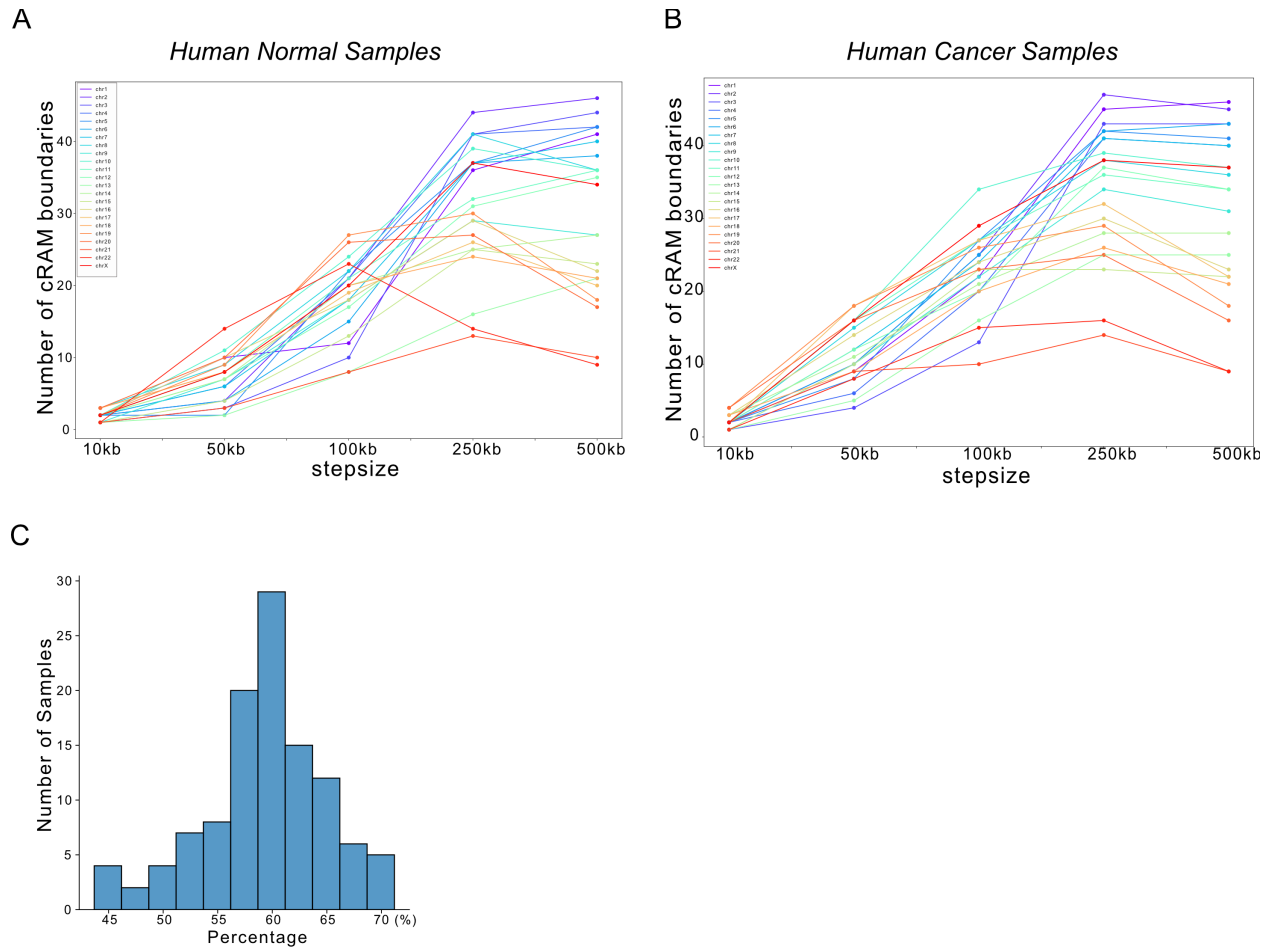 A
Human Normal Samples
chr1
chr2
chr3
chr4
chr5
chr6
chr7
chr8
chr9
chr10
chr11
chr12
chr13
chr14
chr15
chr16
chr17
chr18
chr19
chr20
chr21
chr22
chrX
Number of cRAM boundaries
40
30
20
10
0
10kb 50kb 100kb 250kb 500kb
stepsize
B
Human Cancer Samples
chr1
chr2
chr3
chr4
chr5
chr6
chr7
chr8
chr9
chr10
chr11
chr12
chr13
chr14
chr15
chr16
chr17
chr18
chr19
chr20
chr21
chr22
chrX
Number of cRAM boundaries
40
30
20
10
0
10kb 50kb 100kb 250kb 500kb
stepsize
C
Number of Samples
30
25
20
15
10
5
0
45 50 55 60 65 70 (%)
Percentage